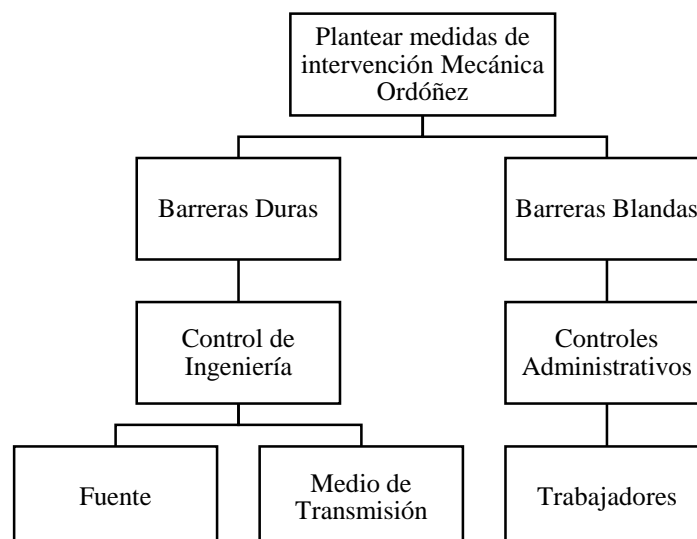 Plantear medidas de
intervención Mecánica
Ordóñez
Barreras Duras
Barreras Blandas
Control de
Ingeniería
Controles
Administrativos
Fuente
Medio de
Transmisión
Trabajadores